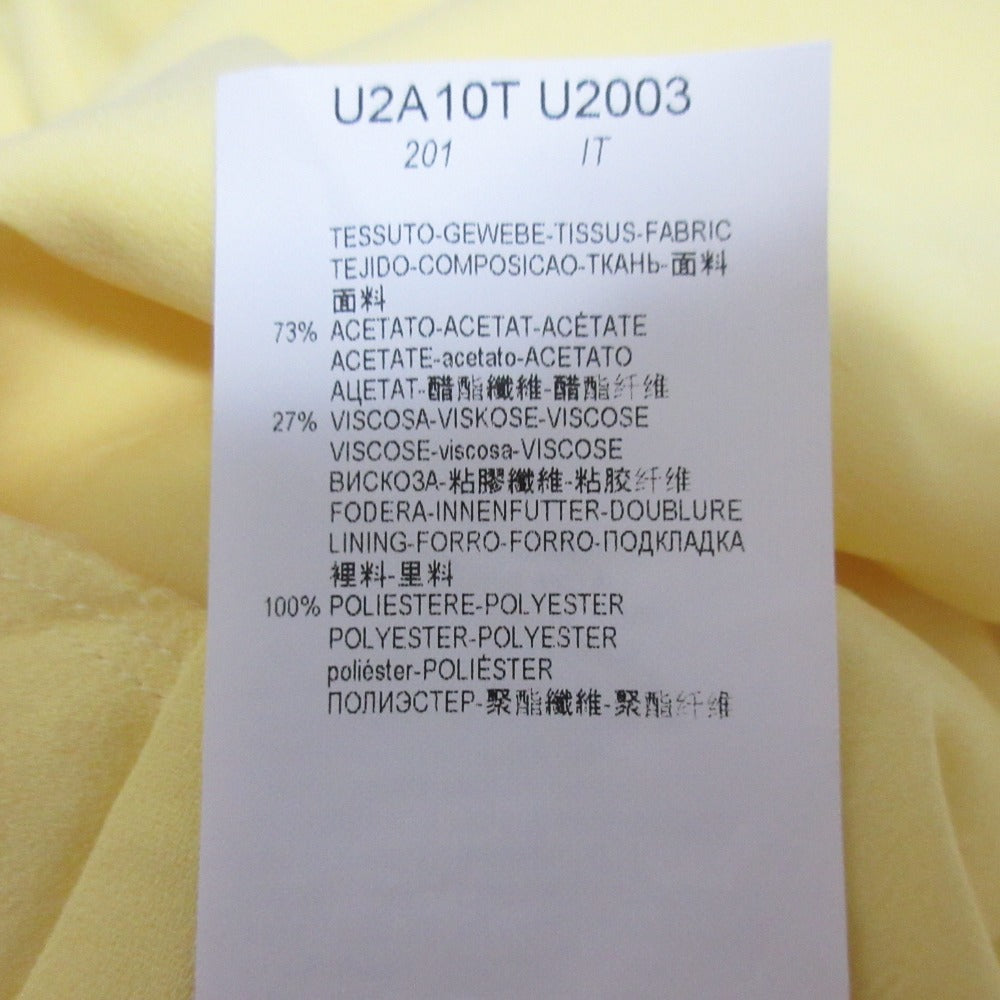 U2A10T U2003
201 IT
TESSUTO-GEWEBE-TISSUS-FABRIC
TEJIDO-COMPOSICAO-ТКАНЬ-面料
面料
73% ACETATO-ACETAT-ACÉTATE
ACETATE-acetato-ACETATO
АЦЕТАТ-醋酯纖維-醋酯纤维
27% VISCOSA-VISKOSE-VISCOSE
VISCOSE-viscosa-VISCOSE
ВИСКОЗА-粘膠纖維-粘胶纤维
FODERA-INNENFUTTER-DOUBLURE
LINING-FORRO-FORRO-ПОДКЛАДКА
裡料-里料
100% POLIESTERE-POLYESTER
POLYESTER-POLYESTER
poliéster-POLIÉSTER
ПОЛИЭСТЕР-聚酯纖維-聚酯纤维